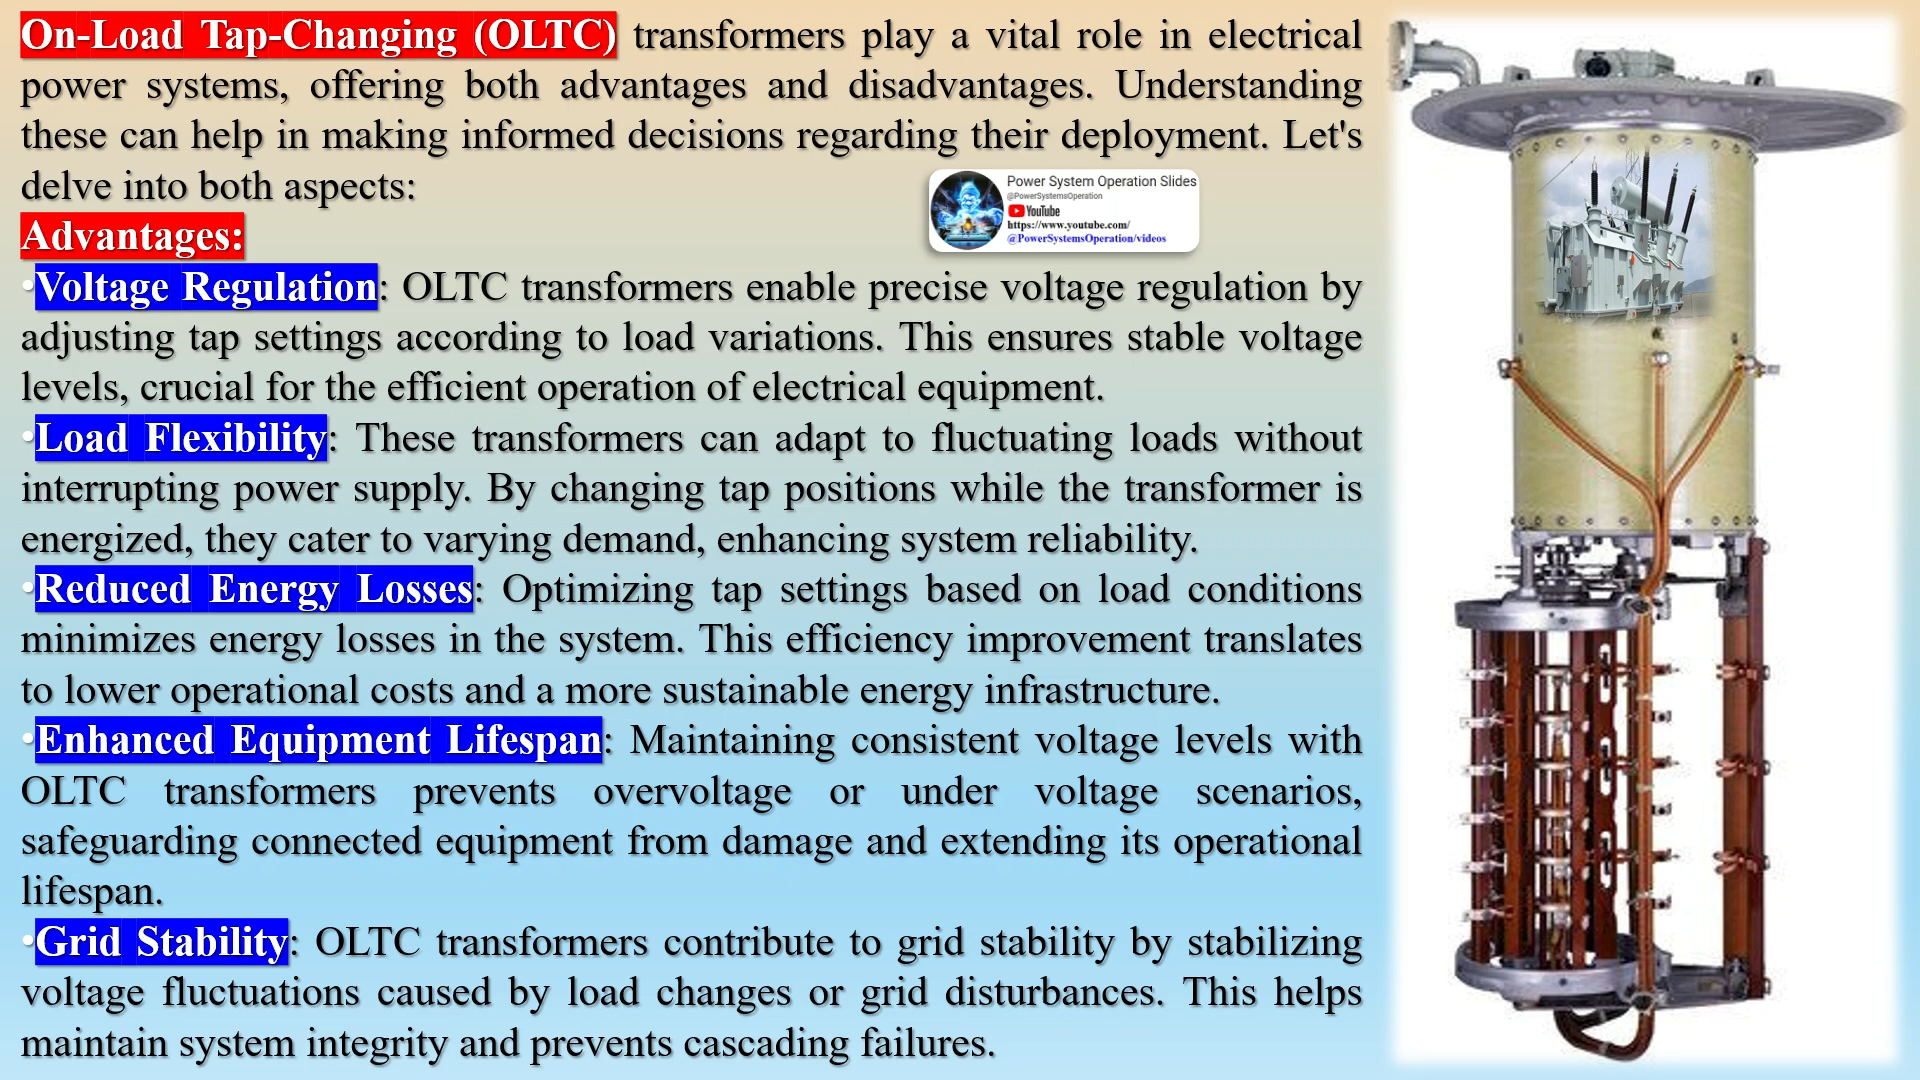 On-Load Tap-Changing (OLTC) transformers play a vital role in electrical
power systems, offering both advantages and disadvantages. Understanding
these can help in making informed decisions regarding their deployment. Let's
delve into both aspects:
Power System Operation Slides
@PowerSystemsOperation
YouTube
https://www.youtube.com/
@PowerSystemsOperation/videos
Advantages:
•Voltage Regulation: OLTC transformers enable precise voltage regulation by
adjusting tap settings according to load variations. This ensures stable voltage
levels, crucial for the efficient operation of electrical equipment.
•Load Flexibility: These transformers can adapt to fluctuating loads without
interrupting power supply. By changing tap positions while the transformer is
energized, they cater to varying demand, enhancing system reliability.
•Reduced Energy Losses: Optimizing tap settings based on load conditions
minimizes energy losses in the system. This efficiency improvement translates
to lower operational costs and a more sustainable energy infrastructure.
•Enhanced Equipment Lifespan: Maintaining consistent voltage levels with
OLTC transformers prevents overvoltage or under voltage scenarios,
safeguarding connected equipment from damage and extending its operational
lifespan.
•Grid Stability: OLTC transformers contribute to grid stability by stabilizing
voltage fluctuations caused by load changes or grid disturbances. This helps
maintain system integrity and prevents cascading failures.